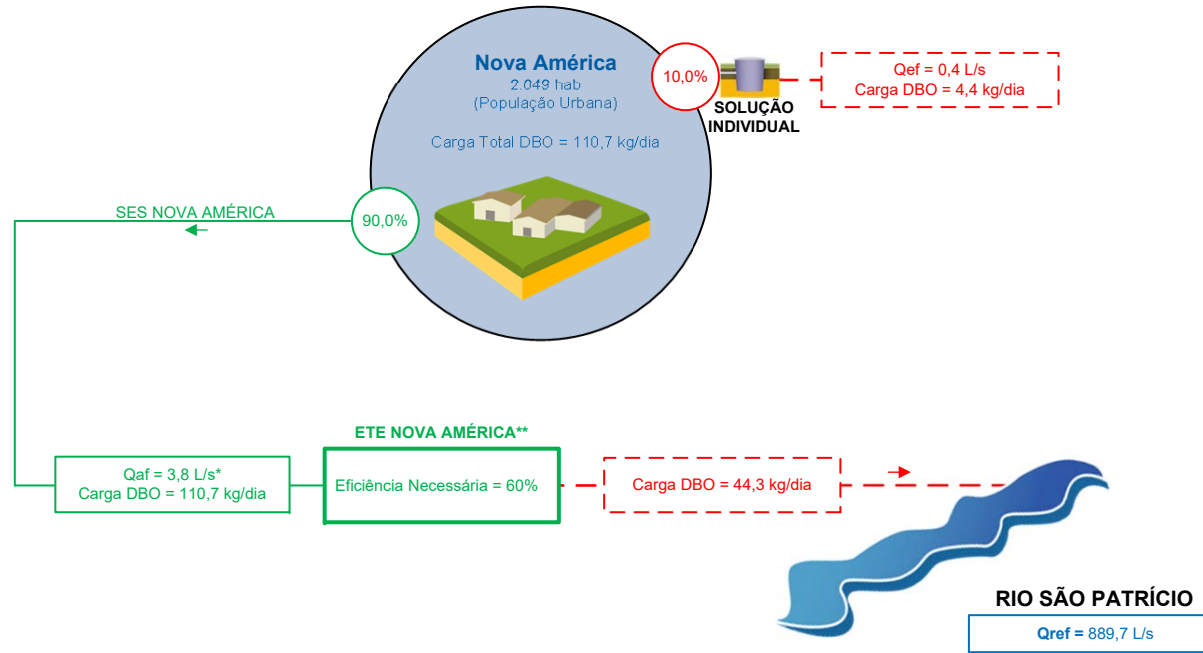 Nova América
2.049 hab
(População Urbana)
Carga Total DBO = 110,7 kg/dia
10,0%
SOLUÇÃO
INDIVIDUAL
Qef = 0,4 L/s
Carga DBO = 4,4 kg/dia
SES NOVA AMÉRICA
90,0%
ETE NOVA AMÉRICA**
Qaf = 3,8 L/s*
Carga DBO = 110,7 kg/dia
Eficiência Necessária = 60%
Carga DBO = 44,3 kg/dia
RIO SÃO PATRÍCIO
Qref = 889,7 L/s